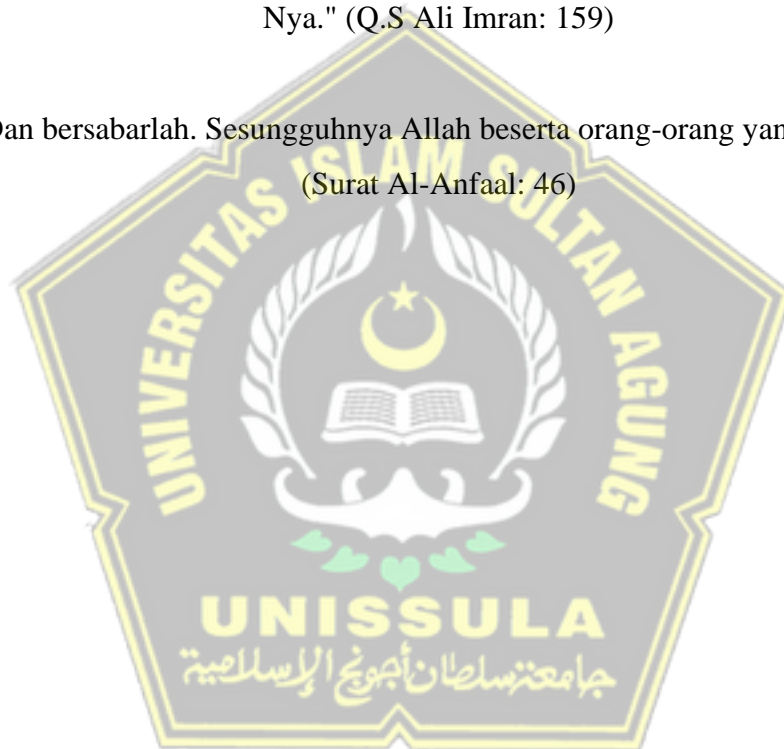 Nya." (Q.S Ali Imran: 159)
Dan bersabarlah. Sesungguhnya Allah beserta orang-orang yan
(Surat Al-Anfaal: 46)
UNIVERSITAS ISLAM SULTAN AGUNG
UNISSULA
جامعة سلطان أجونج الإسلامية